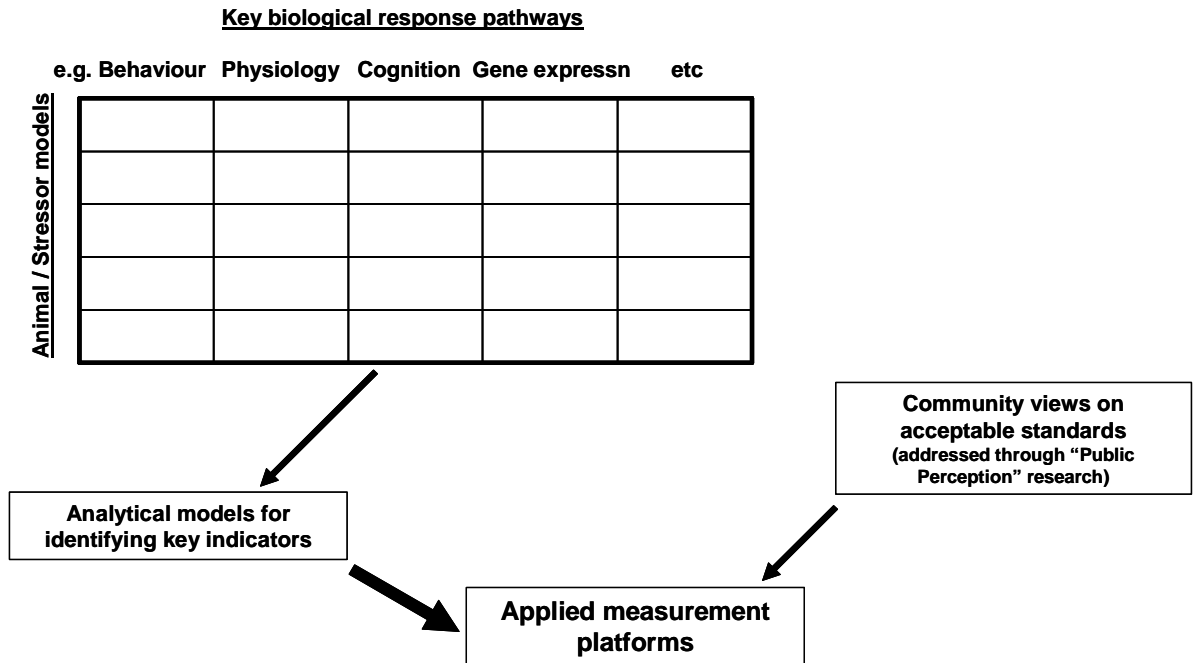 Key biological response pathways
e.g. Behaviour Physiology Cognition Gene expressn etc
Animal / Stressor models
Community views on
acceptable standards
(addressed through “Public
Perception” research)
Analytical models for
identifying key indicators
Applied measurement
platforms